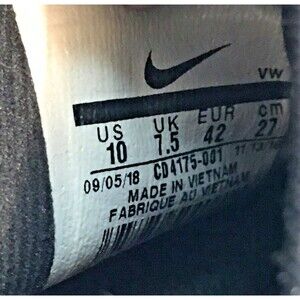 VW
US UK EUR cm
10 7.5 42 27
09/05/18 CD4175-001
MADE IN VIETNAM
FABRIQUE AU VIETNAM